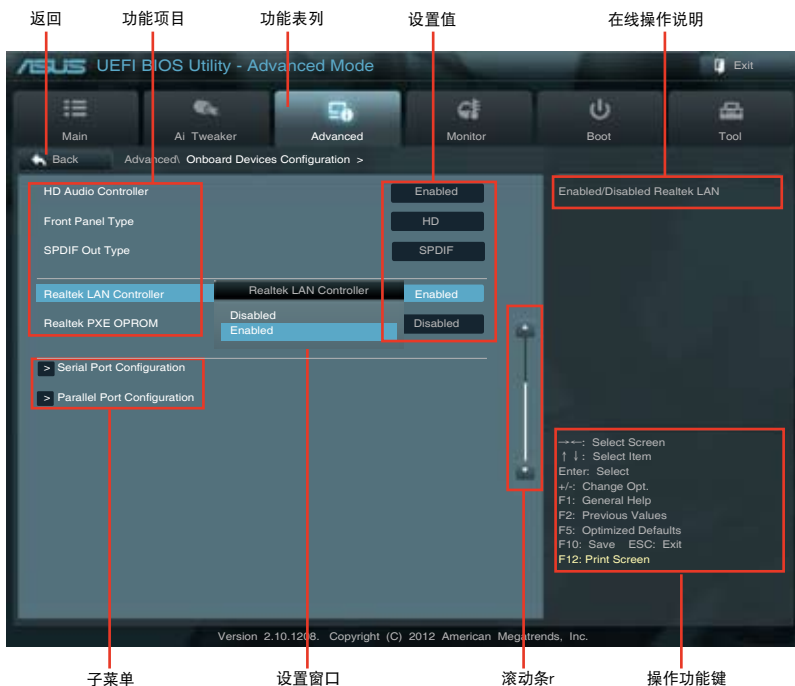 返回 功能项目 功能表列 设置值 在线操作说明
ASUS UEFI BIOS Utility - Advanced Mode Exit
Main Ai Tweaker Advanced Monitor Boot Tool
Back Advanced\ Onboard Devices Configuration >
HD Audio Controller Enabled
Enabled/Disabled Realtek LAN
Front Panel Type HD
SPDIF Out Type SPDIF
Realtek LAN Controller Enabled
Realtek LAN Controller
Disabled
Enabled
Realtek PXE OPROM Disabled
> Serial Port Configuration
> Parallel Port Configuration
→←: Select Screen
↑↓: Select Item
Enter: Select
+/-: Change Opt.
F1: General Help
F2: Previous Values
F5: Optimized Defaults
F10: Save ESC: Exit
F12: Print Screen
Version 2.10.1208. Copyright (C) 2012 American Megatrends, Inc.
子菜单 设置窗口 滚动条r 操作功能键